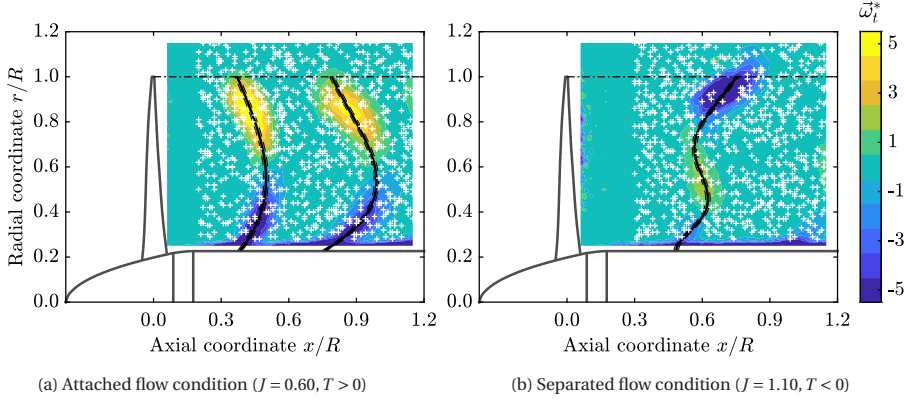 ω⃗*t
1.2
1.0
0.8
0.6
0.4
0.2
0.0
Radial coordinate r/R
0.0 0.3 0.6 0.9 1.2
Axial coordinate x/R
1.2
1.0
0.8
0.6
0.4
0.2
0.0
0.0 0.3 0.6 0.9 1.2
Axial coordinate x/R
5
3
1
-1
-3
-5
(a) Attached flow condition (J = 0.60, T > 0)
(b) Separated flow condition (J = 1.10, T < 0)